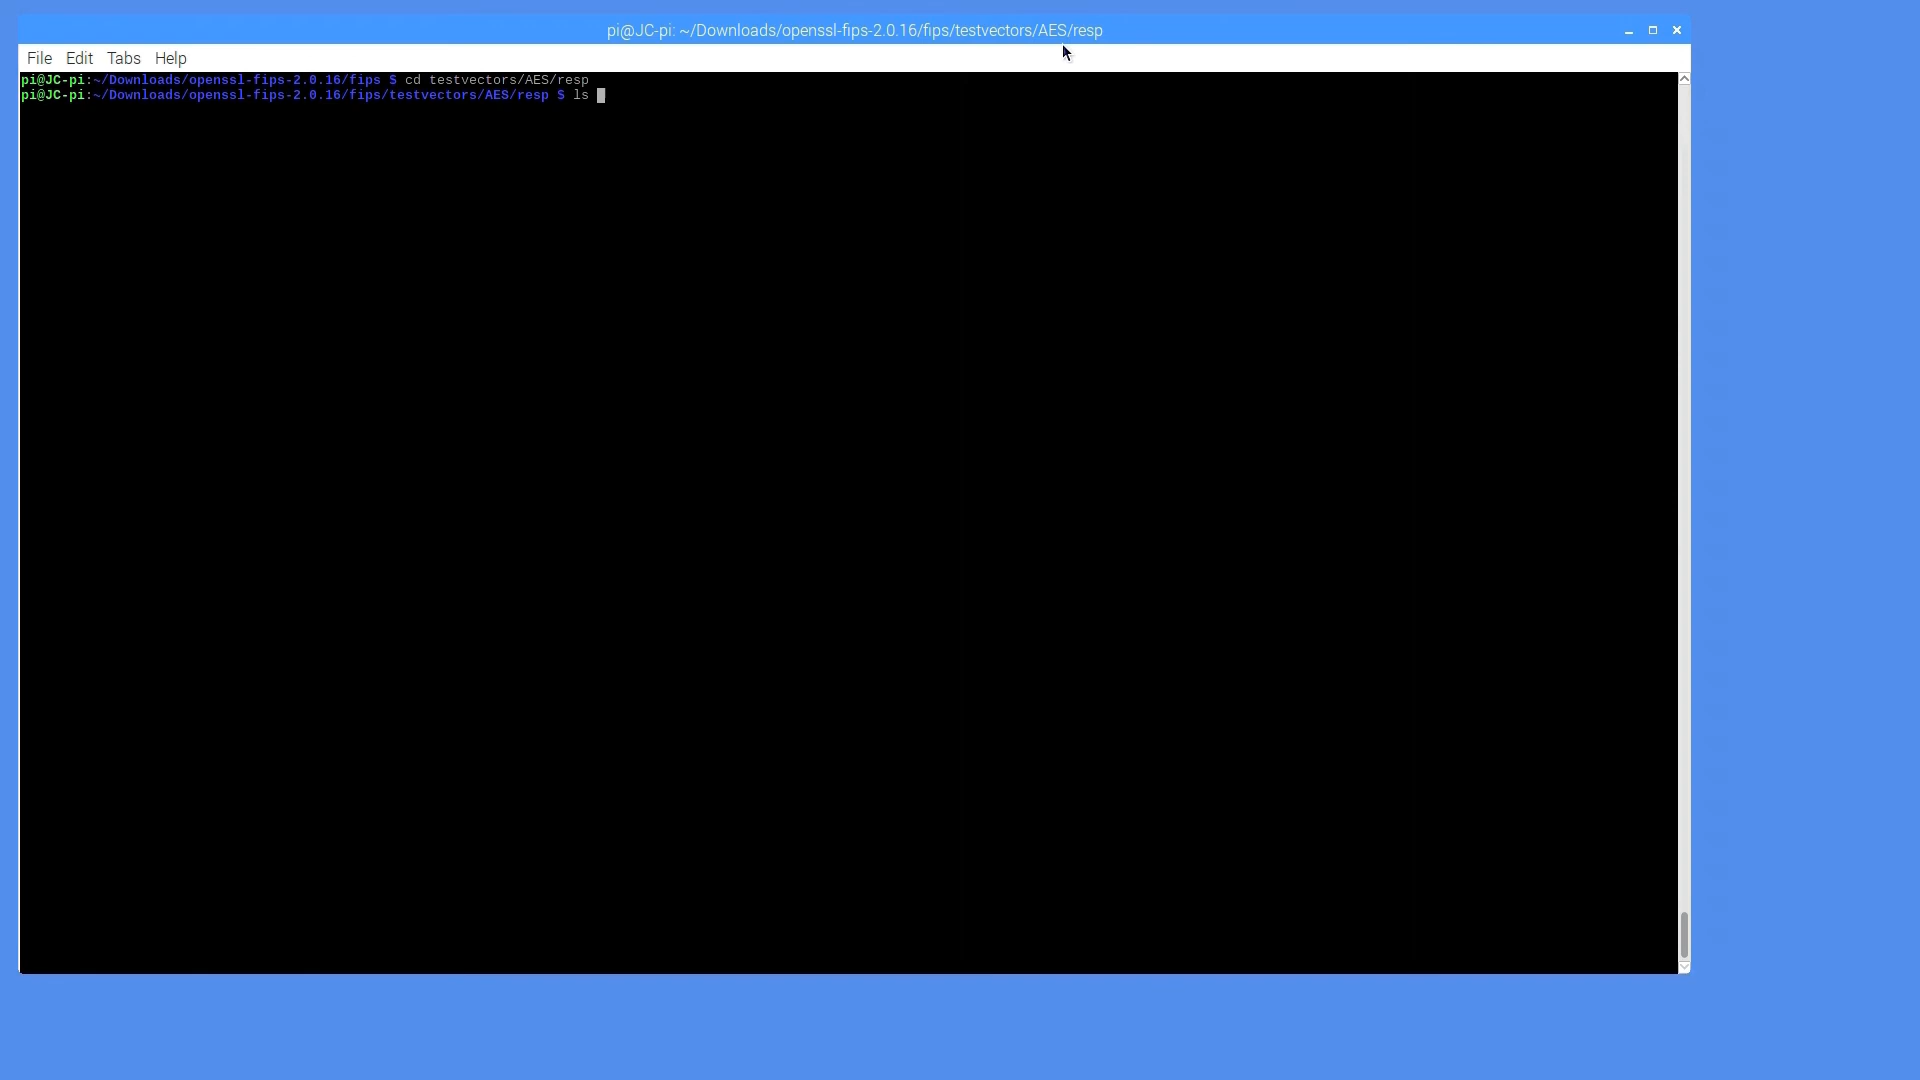 pi@JC-pi: ~/Downloads/openssl-fips-2.0.16/fips/testvectors/AES/resp
File Edit Tabs Help
pi@JC-pi:~/Downloads/openssl-fips-2.0.16/fips $ cd testvectors/AES/resp
pi@JC-pi:~/Downloads/openssl-fips-2.0.16/fips/testvectors/AES/resp $ ls